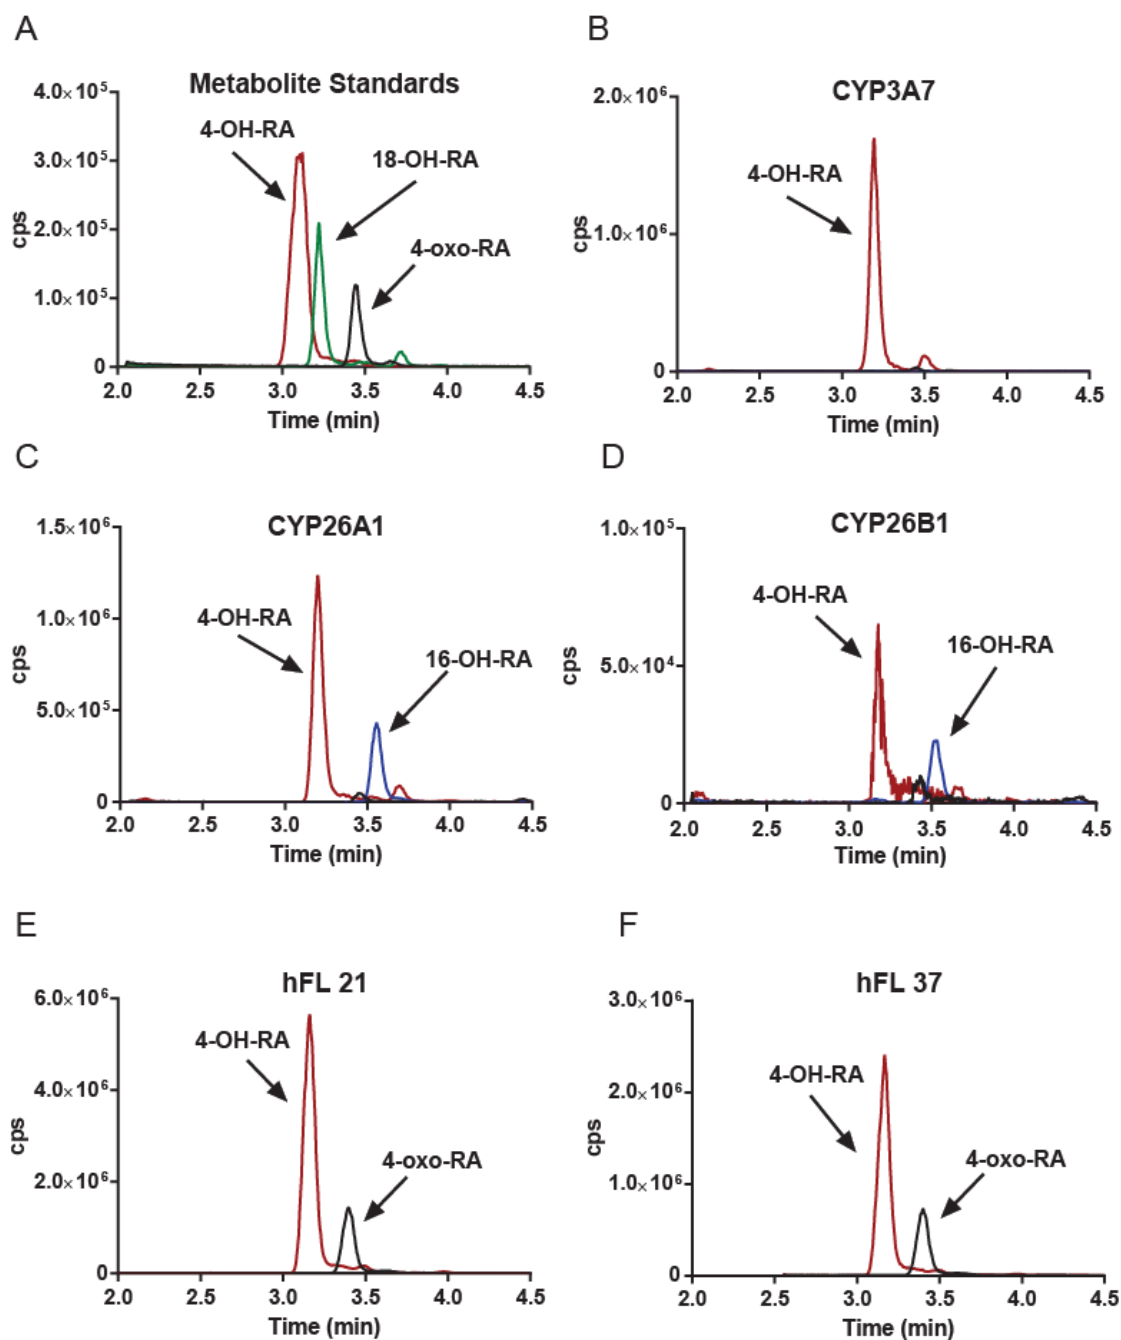 A
Metabolite Standards
4.0×10⁵
3.0×10⁵
2.0×10⁵
1.0×10⁵
0
cps
4-OH-RA
18-OH-RA
4-oxo-RA
2.0 2.5 3.0 3.5 4.0 4.5
Time (min)
B
CYP3A7
2.0×10⁶
1.0×10⁶
0
cps
4-OH-RA
2.0 2.5 3.0 3.5 4.0 4.5
Time (min)
C
CYP26A1
1.5×10⁶
1.0×10⁶
5.0×10⁵
0
cps
4-OH-RA
16-OH-RA
2.0 2.5 3.0 3.5 4.0 4.5
Time (min)
D
CYP26B1
1.0×10⁵
5.0×10⁴
0
cps
4-OH-RA
16-OH-RA
2.0 2.5 3.0 3.5 4.0 4.5
Time (min)
E
hFL 21
6.0×10⁶
4.0×10⁶
2.0×10⁶
0
cps
4-OH-RA
4-oxo-RA
2.0 2.5 3.0 3.5 4.0 4.5
Time (min)
F
hFL 37
3.0×10⁶
2.0×10⁶
1.0×10⁶
0
cps
4-OH-RA
4-oxo-RA
2.0 2.5 3.0 3.5 4.0 4.5
Time (min)